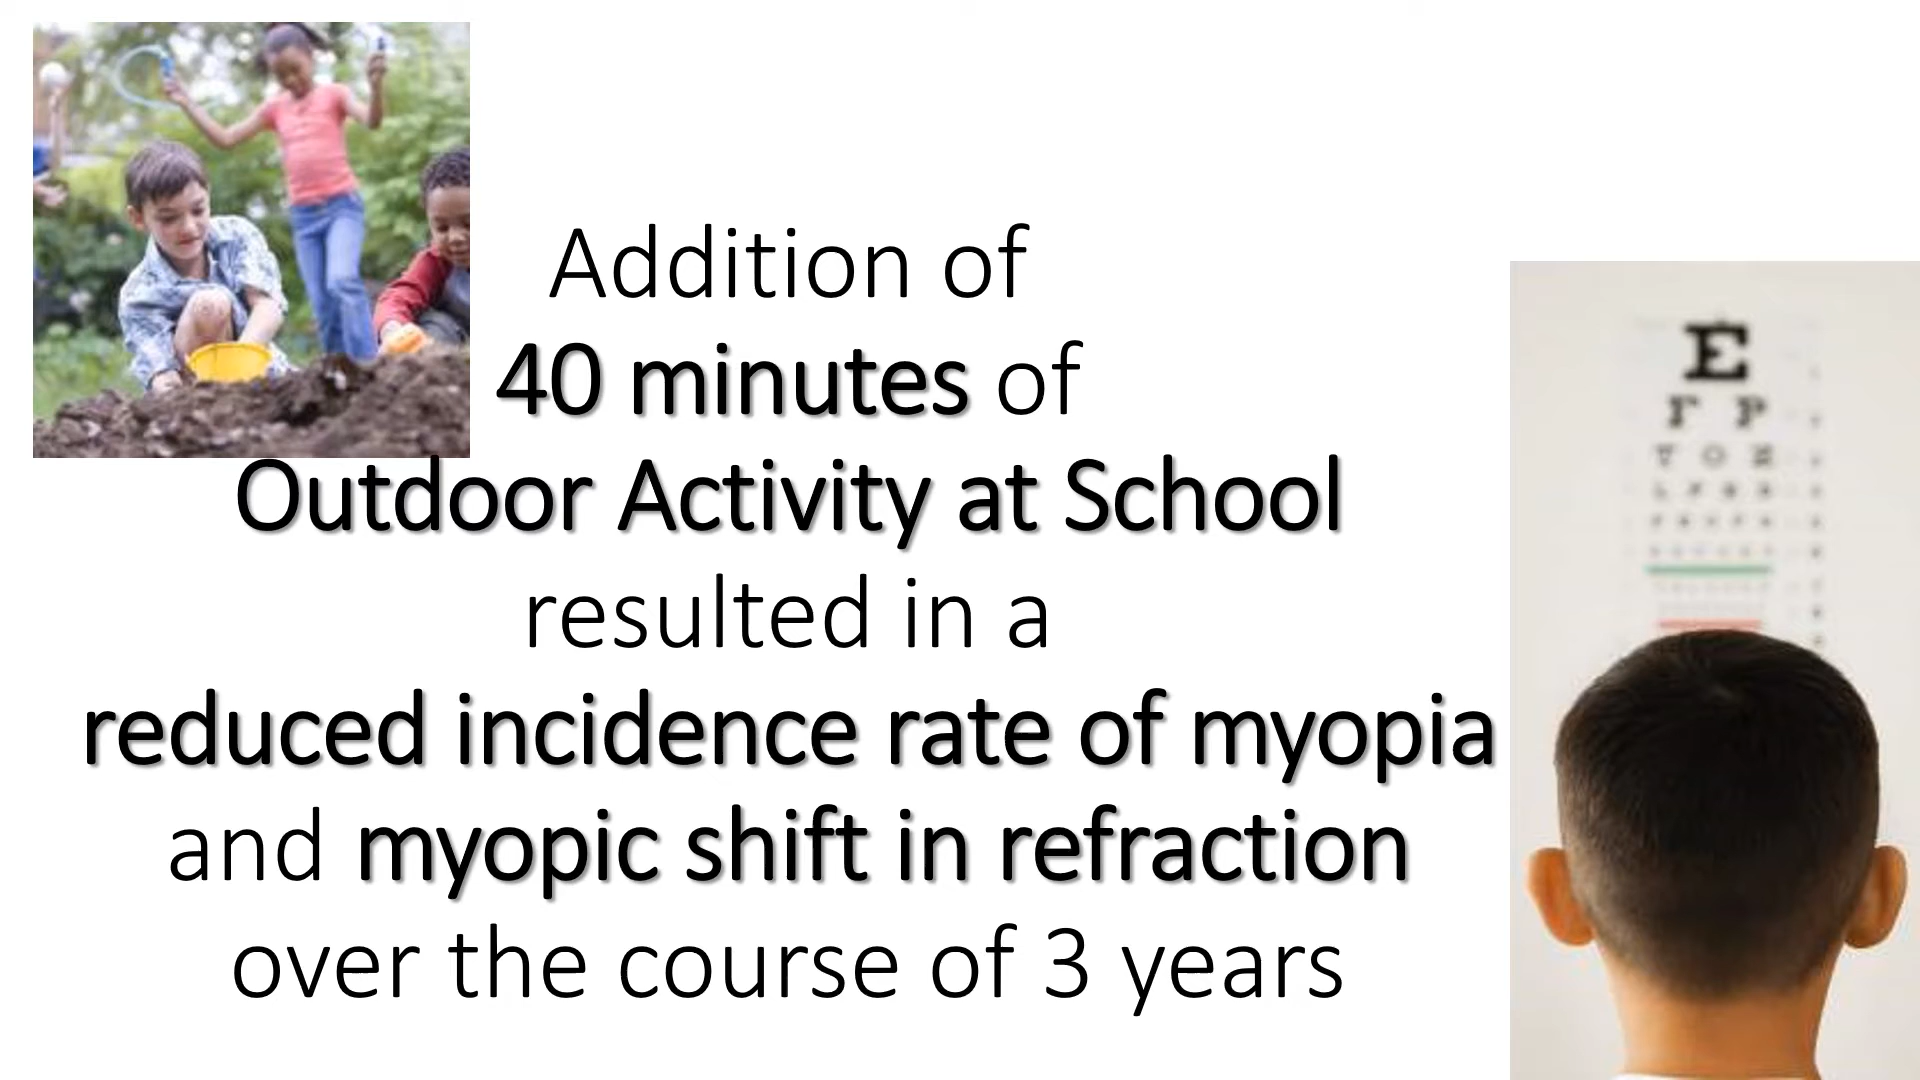 Addition of
40 minutes of
Outdoor Activity at School
resulted in a
reduced incidence rate of myopia
and myopic shift in refraction
over the course of 3 years
E
F P
T O Z